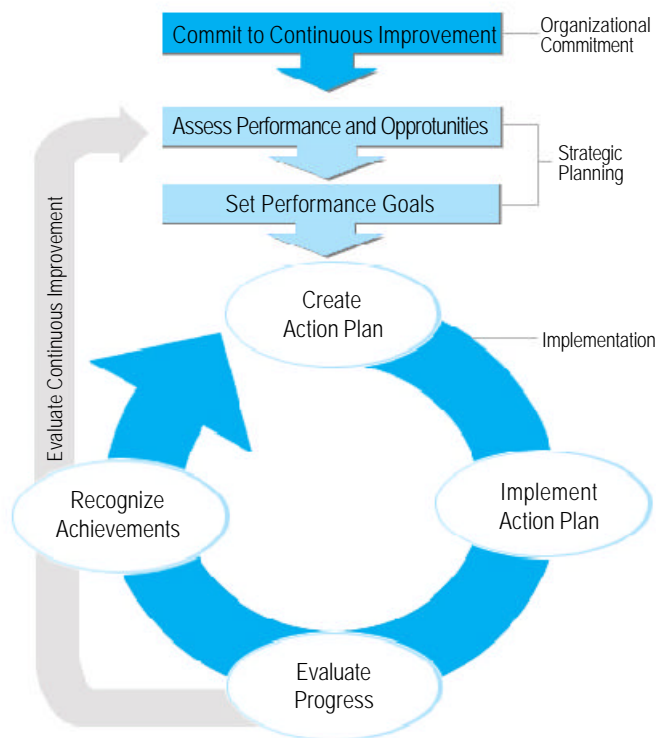 Commit to Continuous Improvement
Organizational
Commitment
Assess Performance and Opprotunities
Strategic
Planning
Set Performance Goals
Create
Action Plan
Implementation
Evaluate Continuous Improvement
Recognize
Achievements
Implement
Action Plan
Evaluate
Progress